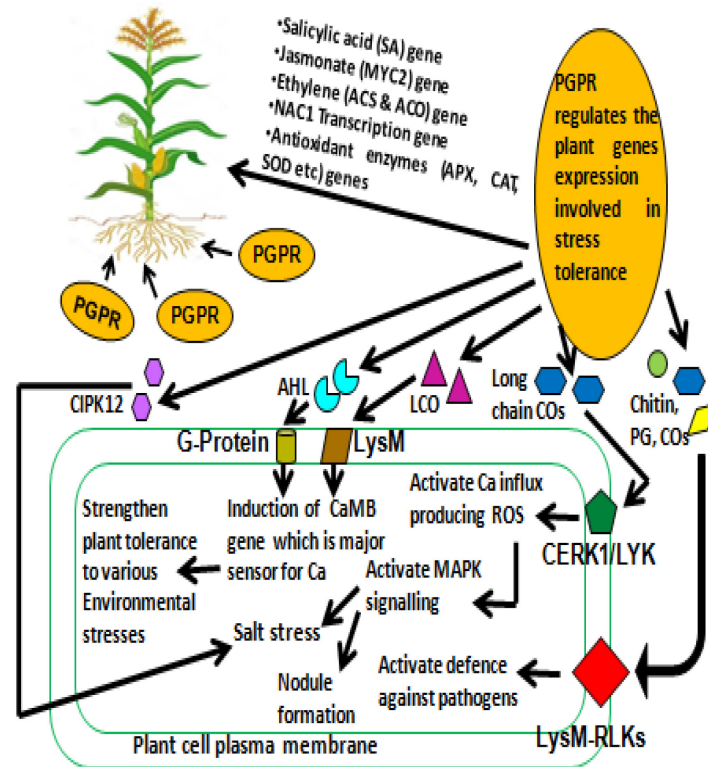 •Salicylic acid (SA) gene
•Jasmonate (MYC2) gene
•Ethylene (ACS & ACO) gene
•NAC1 Transcription gene
•Antioxidant enzymes (APX, CAT,
SOD etc) genes
PGPR
regulates the
plant genes
expression
involved in
stress
tolerance
PGPR
PGPR
PGPR
CIPK12
AHL
LCO
Long
chain COs
Chitin,
PG, COs
G-Protein
LysM
Strengthen
plant tolerance
to various
Environmental
stresses
Induction of CaMB
gene which is major
sensor for Ca
Activate Ca influx
producing ROS
CERK1/LYK
Activate MAPK
signalling
Salt stress
Nodule
formation
Activate defence
against pathogens
LysM-RLKs
Plant cell plasma membrane